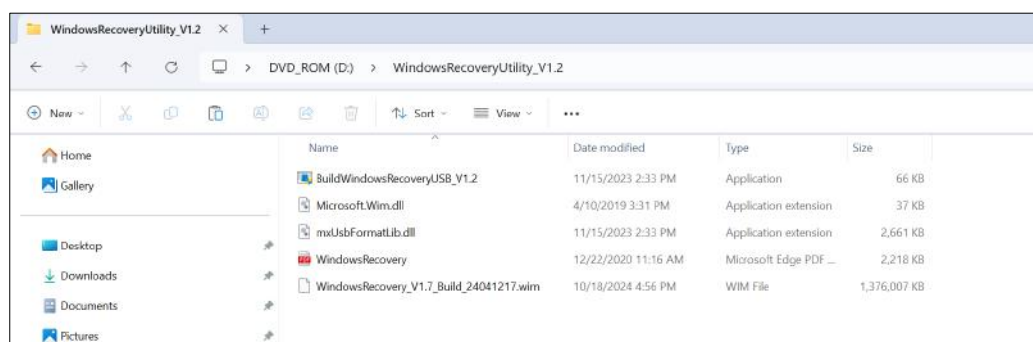 WindowsRecoveryUtility_V1.2
DVD_ROM (D:) > WindowsRecoveryUtility_V1.2
New Sort View
Name Date modified Type Size
Home
Gallery
BuildWindowsRecoveryUSB_V1.2 11/15/2023 2:33 PM Application 66 KB
Microsoft.Wim.dll 4/10/2019 3:31 PM Application extension 37 KB
mxUsbFormatLib.dll 11/15/2023 2:33 PM Application extension 2,661 KB
WindowsRecovery 12/22/2020 11:16 AM Microsoft Edge PDF ... 2,218 KB
WindowsRecovery_V1.7_Build_24041217.wim 10/18/2024 4:56 PM WIM File 1,376,007 KB
Desktop
Downloads
Documents
Pictures